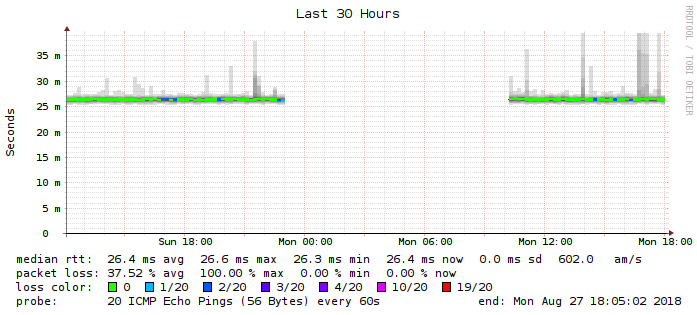 Last 30 Hours
RRDTOOL / TOBI OETIKER
Seconds
35 m
30 m
25 m
20 m
15 m
10 m
5 m
0
Sun 18:00 Mon 00:00 Mon 06:00 Mon 12:00 Mon 18:00
median rtt: 26.4 ms avg 26.6 ms max 26.3 ms min 26.4 ms now 0.0 ms sd 602.0 am/s
packet loss: 37.52 % avg 100.00 % max 0.00 % min 0.00 % now
loss color: 0 1/20 2/20 3/20 4/20 10/20 19/20
probe: 20 ICMP Echo Pings (56 Bytes) every 60s end: Mon Aug 27 18:05:02 2018